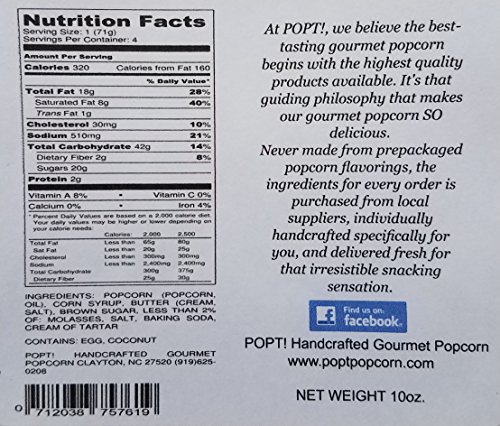 Nutrition Facts
Serving Size: 1 (71g)
Servings Per Container: 4
Amount Per Serving
Calories 320 Calories from Fat 160
% Daily Value*
Total Fat 18g 28%
Saturated Fat 8g 40%
Trans Fat 1g
Cholesterol 30mg 10%
Sodium 510mg 21%
Total Carbohydrate 42g 14%
Dietary Fiber 2g 8%
Sugars 20g
Protein 2g
Vitamin A 8% • Vitamin C 0%
Calcium 0% • Iron 4%
* Percent Daily Values are based on a 2,000 calorie diet.
Your daily values may be higher or lower depending on
your calorie needs:
Calories: 2,000 2,500
Total Fat Less than 65g 80g
Sat Fat Less than 20g 25g
Cholesterol Less than 300mg 300mg
Sodium Less than 2,400mg 2,400mg
Total Carbohydrate 300g 375g
Dietary Fiber 25g 30g
INGREDIENTS: POPCORN (POPCORN,
OIL), CORN SYRUP, BUTTER (CREAM,
SALT), BROWN SUGAR, LESS THAN 2%
OF: MOLASSES, SALT, BAKING SODA,
CREAM OF TARTAR
CONTAINS: EGG, COCONUT
POPT! HANDCRAFTED GOURMET
POPCORN CLAYTON, NC 27520 (919)625-
0208
0 712038 757619
At POPT!, we believe the best-
tasting gourmet popcorn
begins with the highest quality
products available. It's that
guiding philosophy that makes
our gourmet popcorn SO
delicious.
Never made from prepackaged
popcorn flavorings, the
ingredients for every order is
purchased from local
suppliers, individually
handcrafted specifically for
you, and delivered fresh for
that irresistible snacking
sensation.
f Find us on:
facebook
POPT! Handcrafted Gourmet Popcorn
www.poptpopcorn.com
NET WEIGHT 10oz.